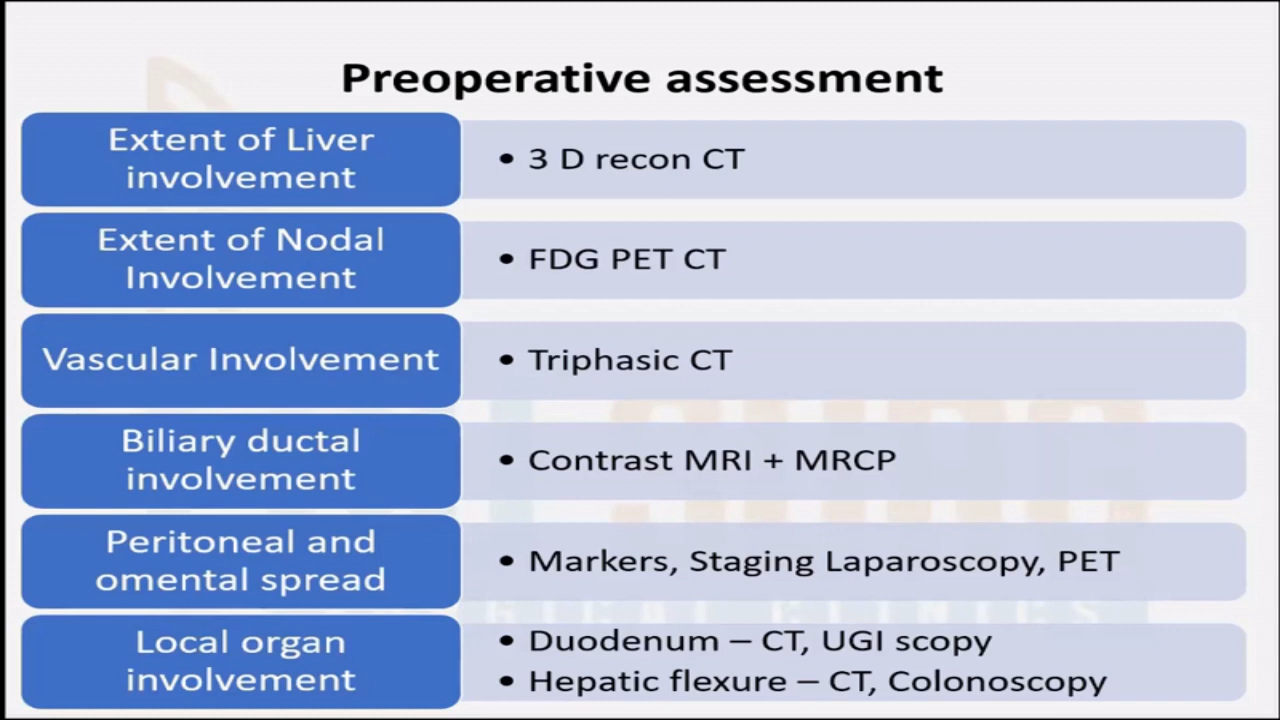 Preoperative assessment
Extent of Liver
involvement
• 3 D recon CT
Extent of Nodal
Involvement
• FDG PET CT
Vascular Involvement
• Triphasic CT
Biliary ductal
involvement
• Contrast MRI + MRCP
Peritoneal and
omental spread
• Markers, Staging Laparoscopy, PET
Local organ
involvement
• Duodenum – CT, UGI scopy
• Hepatic flexure – CT, Colonoscopy